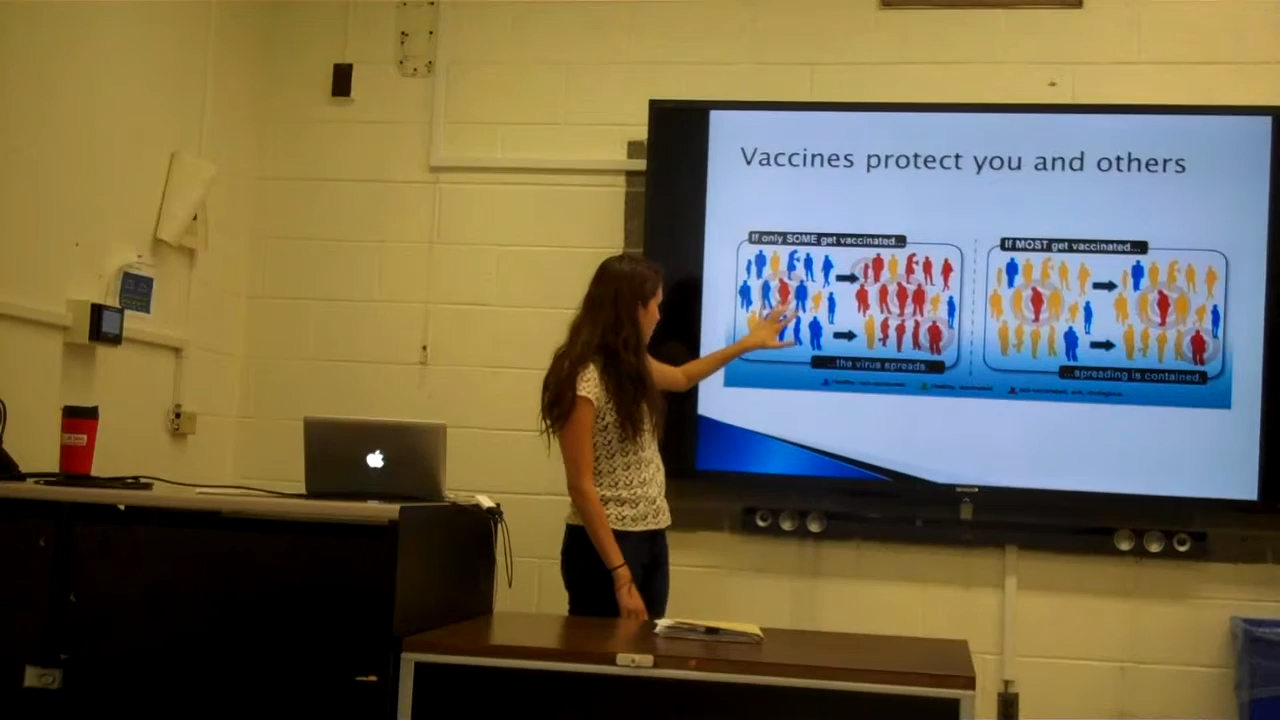 Vaccines protect you and others
If only SOME get vaccinated...
If MOST get vaccinated...
...the virus spreads.
...spreading is contained.